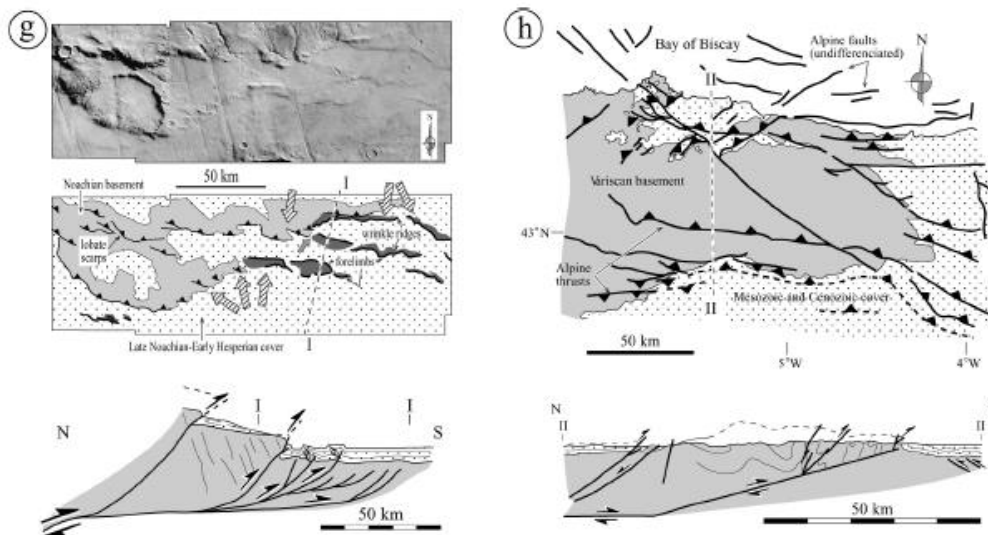 g
S
50 km
I
Noachian basement
lobate
scarps
wrinkle ridges
forelimbs
Late Noachian-Early Hesperian cover
I
N
I
I
S
50 km
h
Bay of Biscay
Alpine faults
(undifferenciated)
N
II
Variscan basement
43°N
Alpine
thrusts
Mesozoic and Cenozoic cover
II
50 km
5°W
4°W
N
II
II
50 km